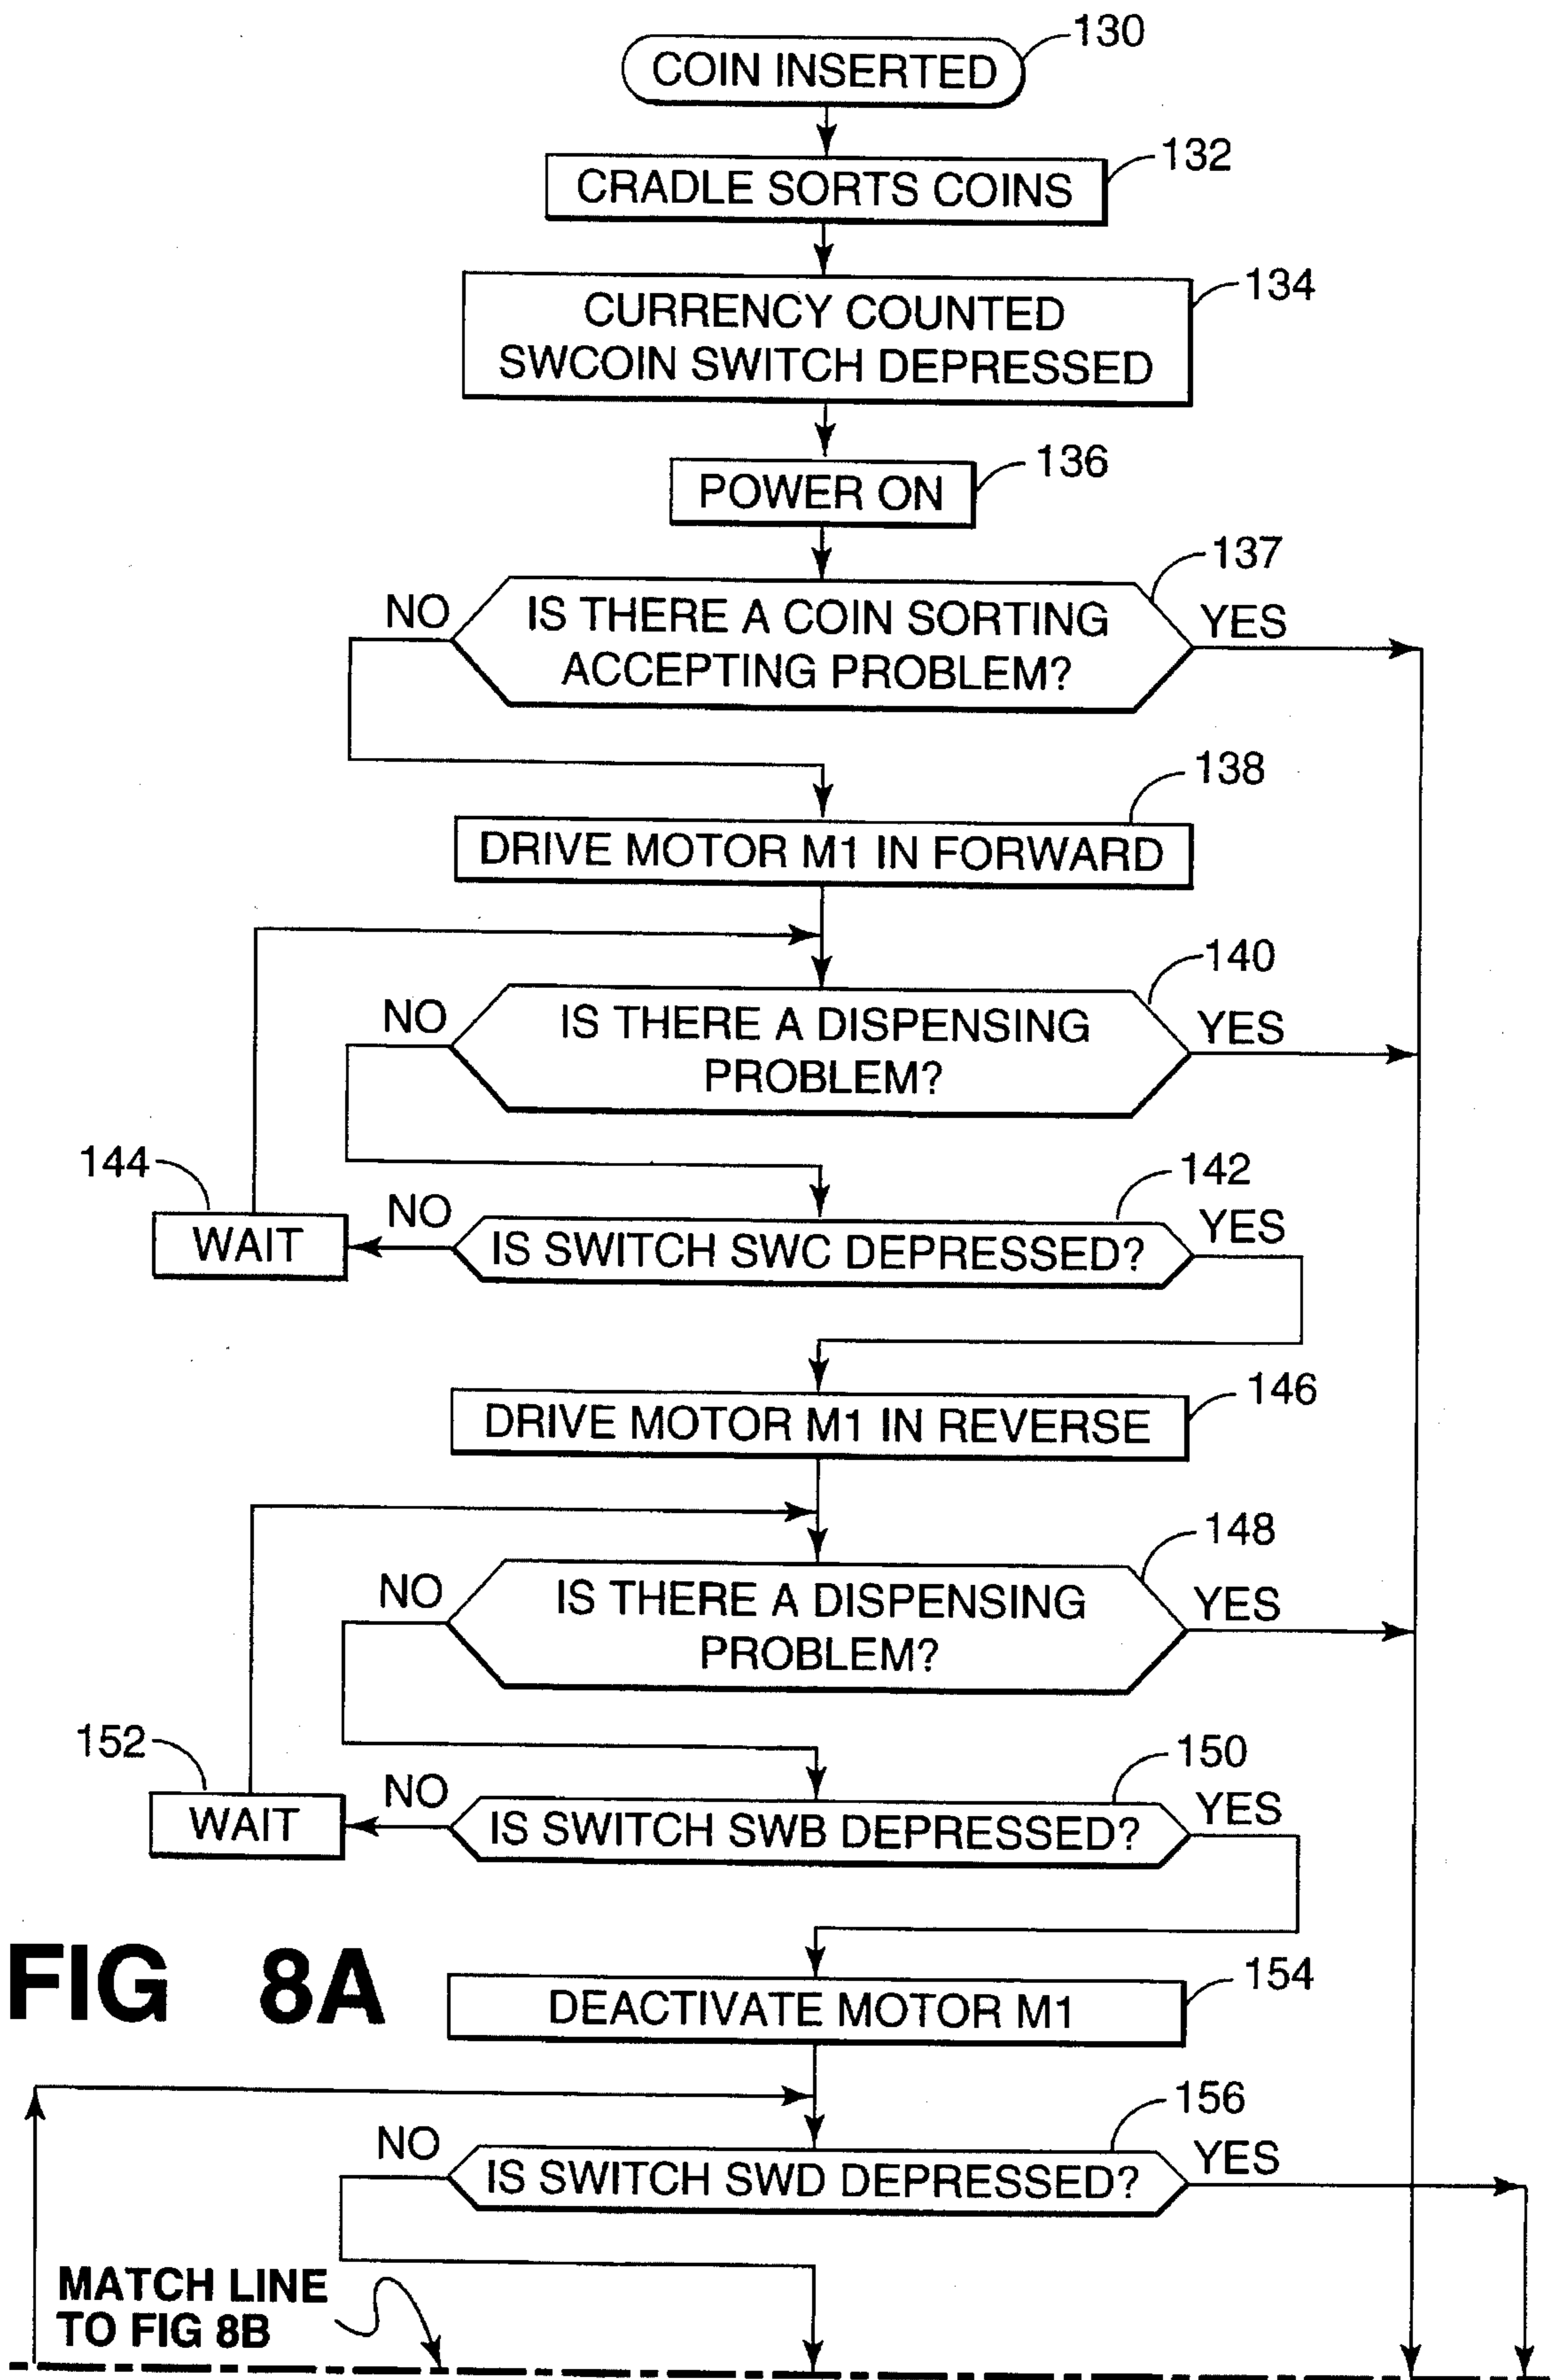 130
COIN INSERTED
132
CRADLE SORTS COINS
134
CURRENCY COUNTED
SWCOIN SWITCH DEPRESSED
136
POWER ON
137
NO
IS THERE A COIN SORTING
ACCEPTING PROBLEM?
YES
138
DRIVE MOTOR M1 IN FORWARD
140
NO
IS THERE A DISPENSING
PROBLEM?
YES
144
142
WAIT
NO
IS SWITCH SWC DEPRESSED?
YES
146
DRIVE MOTOR M1 IN REVERSE
148
NO
IS THERE A DISPENSING
PROBLEM?
YES
152
150
WAIT
NO
IS SWITCH SWB DEPRESSED?
YES
FIG 8A
154
DEACTIVATE MOTOR M1
156
NO
IS SWITCH SWD DEPRESSED?
YES
MATCH LINE
TO FIG 8B